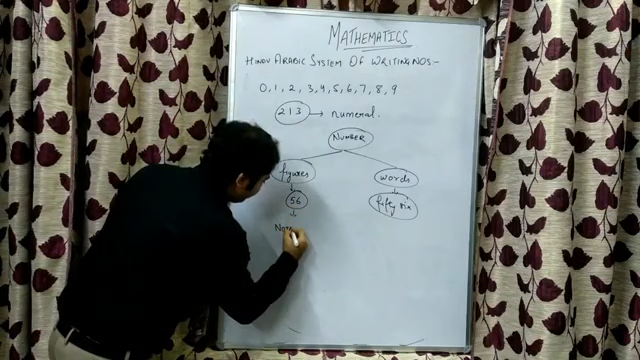 MATHEMATICS
HINDU ARABIC SYSTEM OF WRITING NOS-
0, 1, 2, 3, 4, 5, 6, 7, 8, 9
213 → numeral.
NUMBER
figures words
56 fifty six